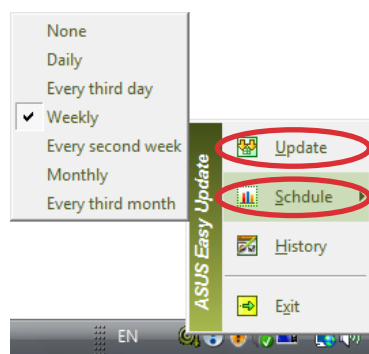 None
Daily
Every third day
Weekly
Every second week
Monthly
Every third month
ASUS Easy Update
Update
Schdule
History
Exit
EN